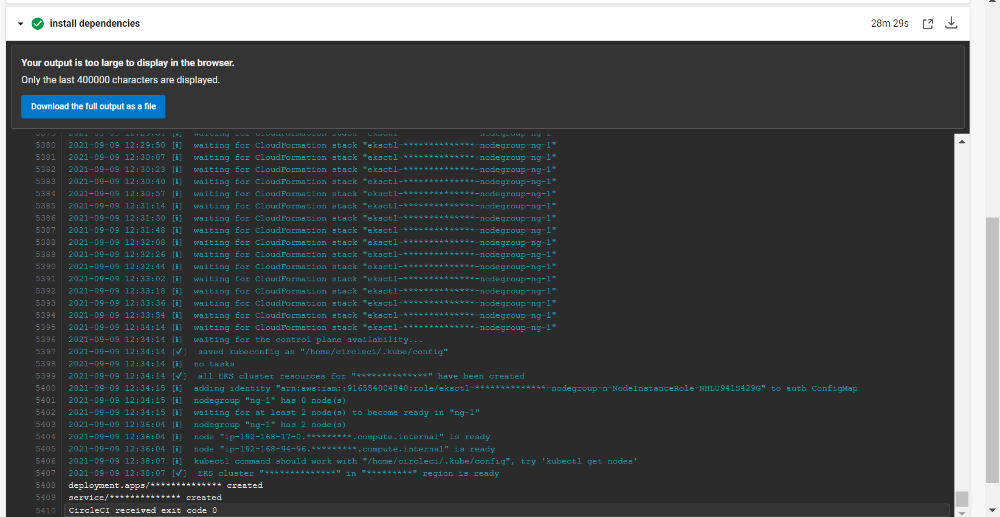 install dependencies
28m 29s
Your output is too large to display in the browser.
Only the last 400000 characters are displayed.
Download the full output as a file
5379 2021-09-09 12:29:34 [i] waiting for CloudFormation stack "eksctl-**************-nodegroup-ng-1"
5380 2021-09-09 12:29:50 [i] waiting for CloudFormation stack "eksctl-**************-nodegroup-ng-1"
5381 2021-09-09 12:30:07 [i] waiting for CloudFormation stack "eksctl-**************-nodegroup-ng-1"
5382 2021-09-09 12:30:23 [i] waiting for CloudFormation stack "eksctl-**************-nodegroup-ng-1"
5383 2021-09-09 12:30:40 [i] waiting for CloudFormation stack "eksctl-**************-nodegroup-ng-1"
5384 2021-09-09 12:30:57 [i] waiting for CloudFormation stack "eksctl-**************-nodegroup-ng-1"
5385 2021-09-09 12:31:14 [i] waiting for CloudFormation stack "eksctl-**************-nodegroup-ng-1"
5386 2021-09-09 12:31:30 [i] waiting for CloudFormation stack "eksctl-**************-nodegroup-ng-1"
5387 2021-09-09 12:31:48 [i] waiting for CloudFormation stack "eksctl-**************-nodegroup-ng-1"
5388 2021-09-09 12:32:08 [i] waiting for CloudFormation stack "eksctl-**************-nodegroup-ng-1"
5389 2021-09-09 12:32:26 [i] waiting for CloudFormation stack "eksctl-**************-nodegroup-ng-1"
5390 2021-09-09 12:32:44 [i] waiting for CloudFormation stack "eksctl-**************-nodegroup-ng-1"
5391 2021-09-09 12:33:02 [i] waiting for CloudFormation stack "eksctl-**************-nodegroup-ng-1"
5392 2021-09-09 12:33:18 [i] waiting for CloudFormation stack "eksctl-**************-nodegroup-ng-1"
5393 2021-09-09 12:33:36 [i] waiting for CloudFormation stack "eksctl-**************-nodegroup-ng-1"
5394 2021-09-09 12:33:54 [i] waiting for CloudFormation stack "eksctl-**************-nodegroup-ng-1"
5395 2021-09-09 12:34:14 [i] waiting for CloudFormation stack "eksctl-**************-nodegroup-ng-1"
5396 2021-09-09 12:34:14 [i] waiting for the control plane availability...
5397 2021-09-09 12:34:14 [✓] saved kubeconfig as "/home/circleci/.kube/config"
5398 2021-09-09 12:34:14 [i] no tasks
5399 2021-09-09 12:34:14 [✓] all EKS cluster resources for "**************" have been created
5400 2021-09-09 12:34:15 [i] adding identity "arn:aws:iam::916554004840:role/eksctl-**************-nodegroup-n-NodeInstanceRole-NHLU941S429G" to auth ConfigMap
5401 2021-09-09 12:34:15 [i] nodegroup "ng-1" has 0 node(s)
5402 2021-09-09 12:34:15 [i] waiting for at least 2 node(s) to become ready in "ng-1"
5403 2021-09-09 12:36:04 [i] nodegroup "ng-1" has 2 node(s)
5404 2021-09-09 12:36:04 [i] node "ip-192-168-17-0.*********.compute.internal" is ready
5405 2021-09-09 12:36:04 [i] node "ip-192-168-94-96.*********.compute.internal" is ready
5406 2021-09-09 12:38:07 [i] kubectl command should work with "/home/circleci/.kube/config", try 'kubectl get nodes'
5407 2021-09-09 12:38:07 [✓] EKS cluster "**************" in "*********" region is ready
5408 deployment.apps/************** created
5409 service/************** created
5410 CircleCI received exit code 0